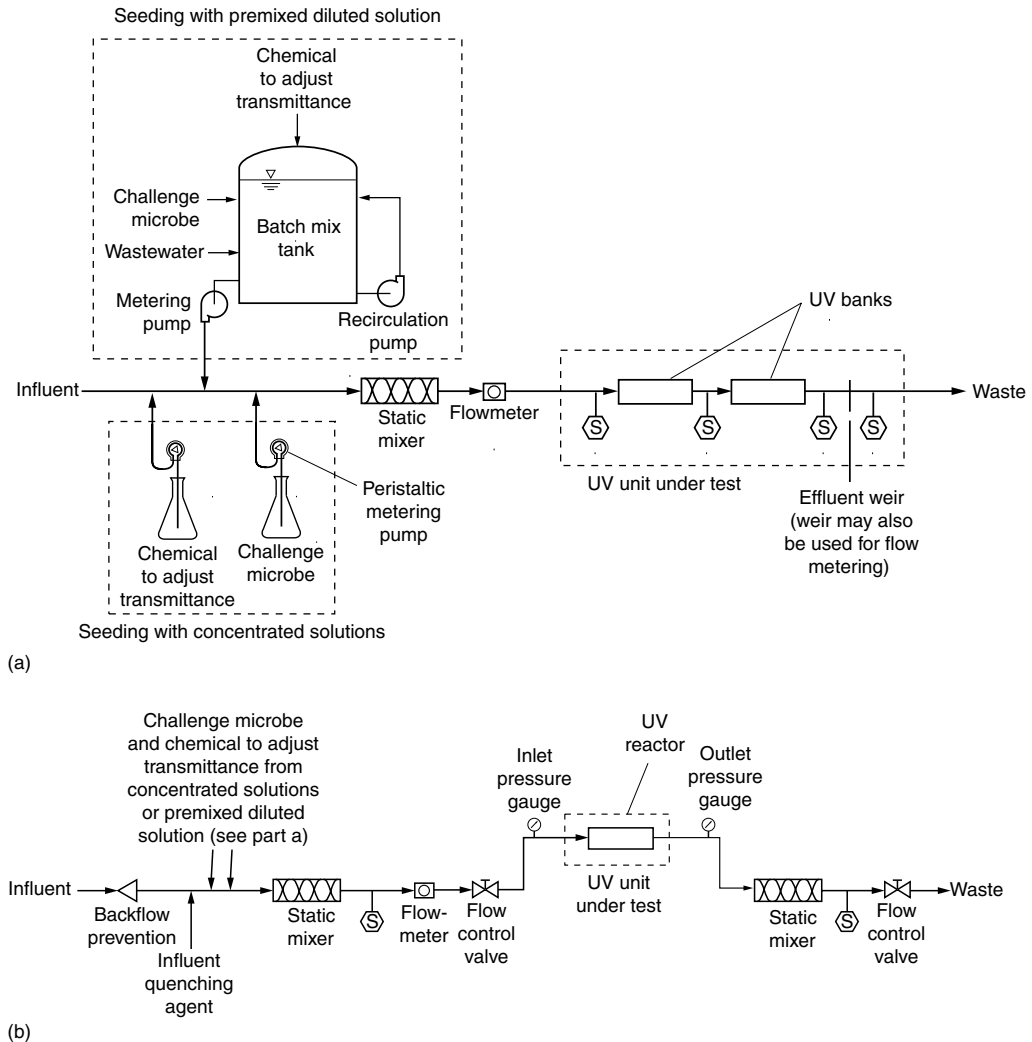 Seeding with premixed diluted solution
Chemical
to adjust
transmittance
Challenge
microbe
Batch mix
tank
Wastewater
Metering
pump
Recirculation
pump
UV banks
Influent
Static
mixer
Flowmeter
S
S
S
S
Waste
UV unit under test
Peristaltic
metering
pump
Effluent weir
(weir may also
be used for flow
metering)
Chemical
to adjust
transmittance
Challenge
microbe
Seeding with concentrated solutions
(a)
Challenge microbe
and chemical to adjust
transmittance from
concentrated solutions
or premixed diluted
solution (see part a)
Inlet
pressure
gauge
UV
reactor
Outlet
pressure
gauge
Influent
Backflow
prevention
Influent
quenching
agent
Static
mixer
S
Flow-
meter
Flow
control
valve
UV unit
under test
Static
mixer
S
Flow
control
valve
Waste
(b)